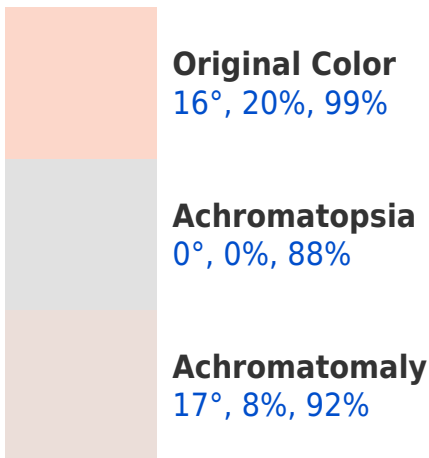 Original Color
16°, 20%, 99%
Achromatopsia
0°, 0%, 88%
Achromatomaly
17°, 8%, 92%